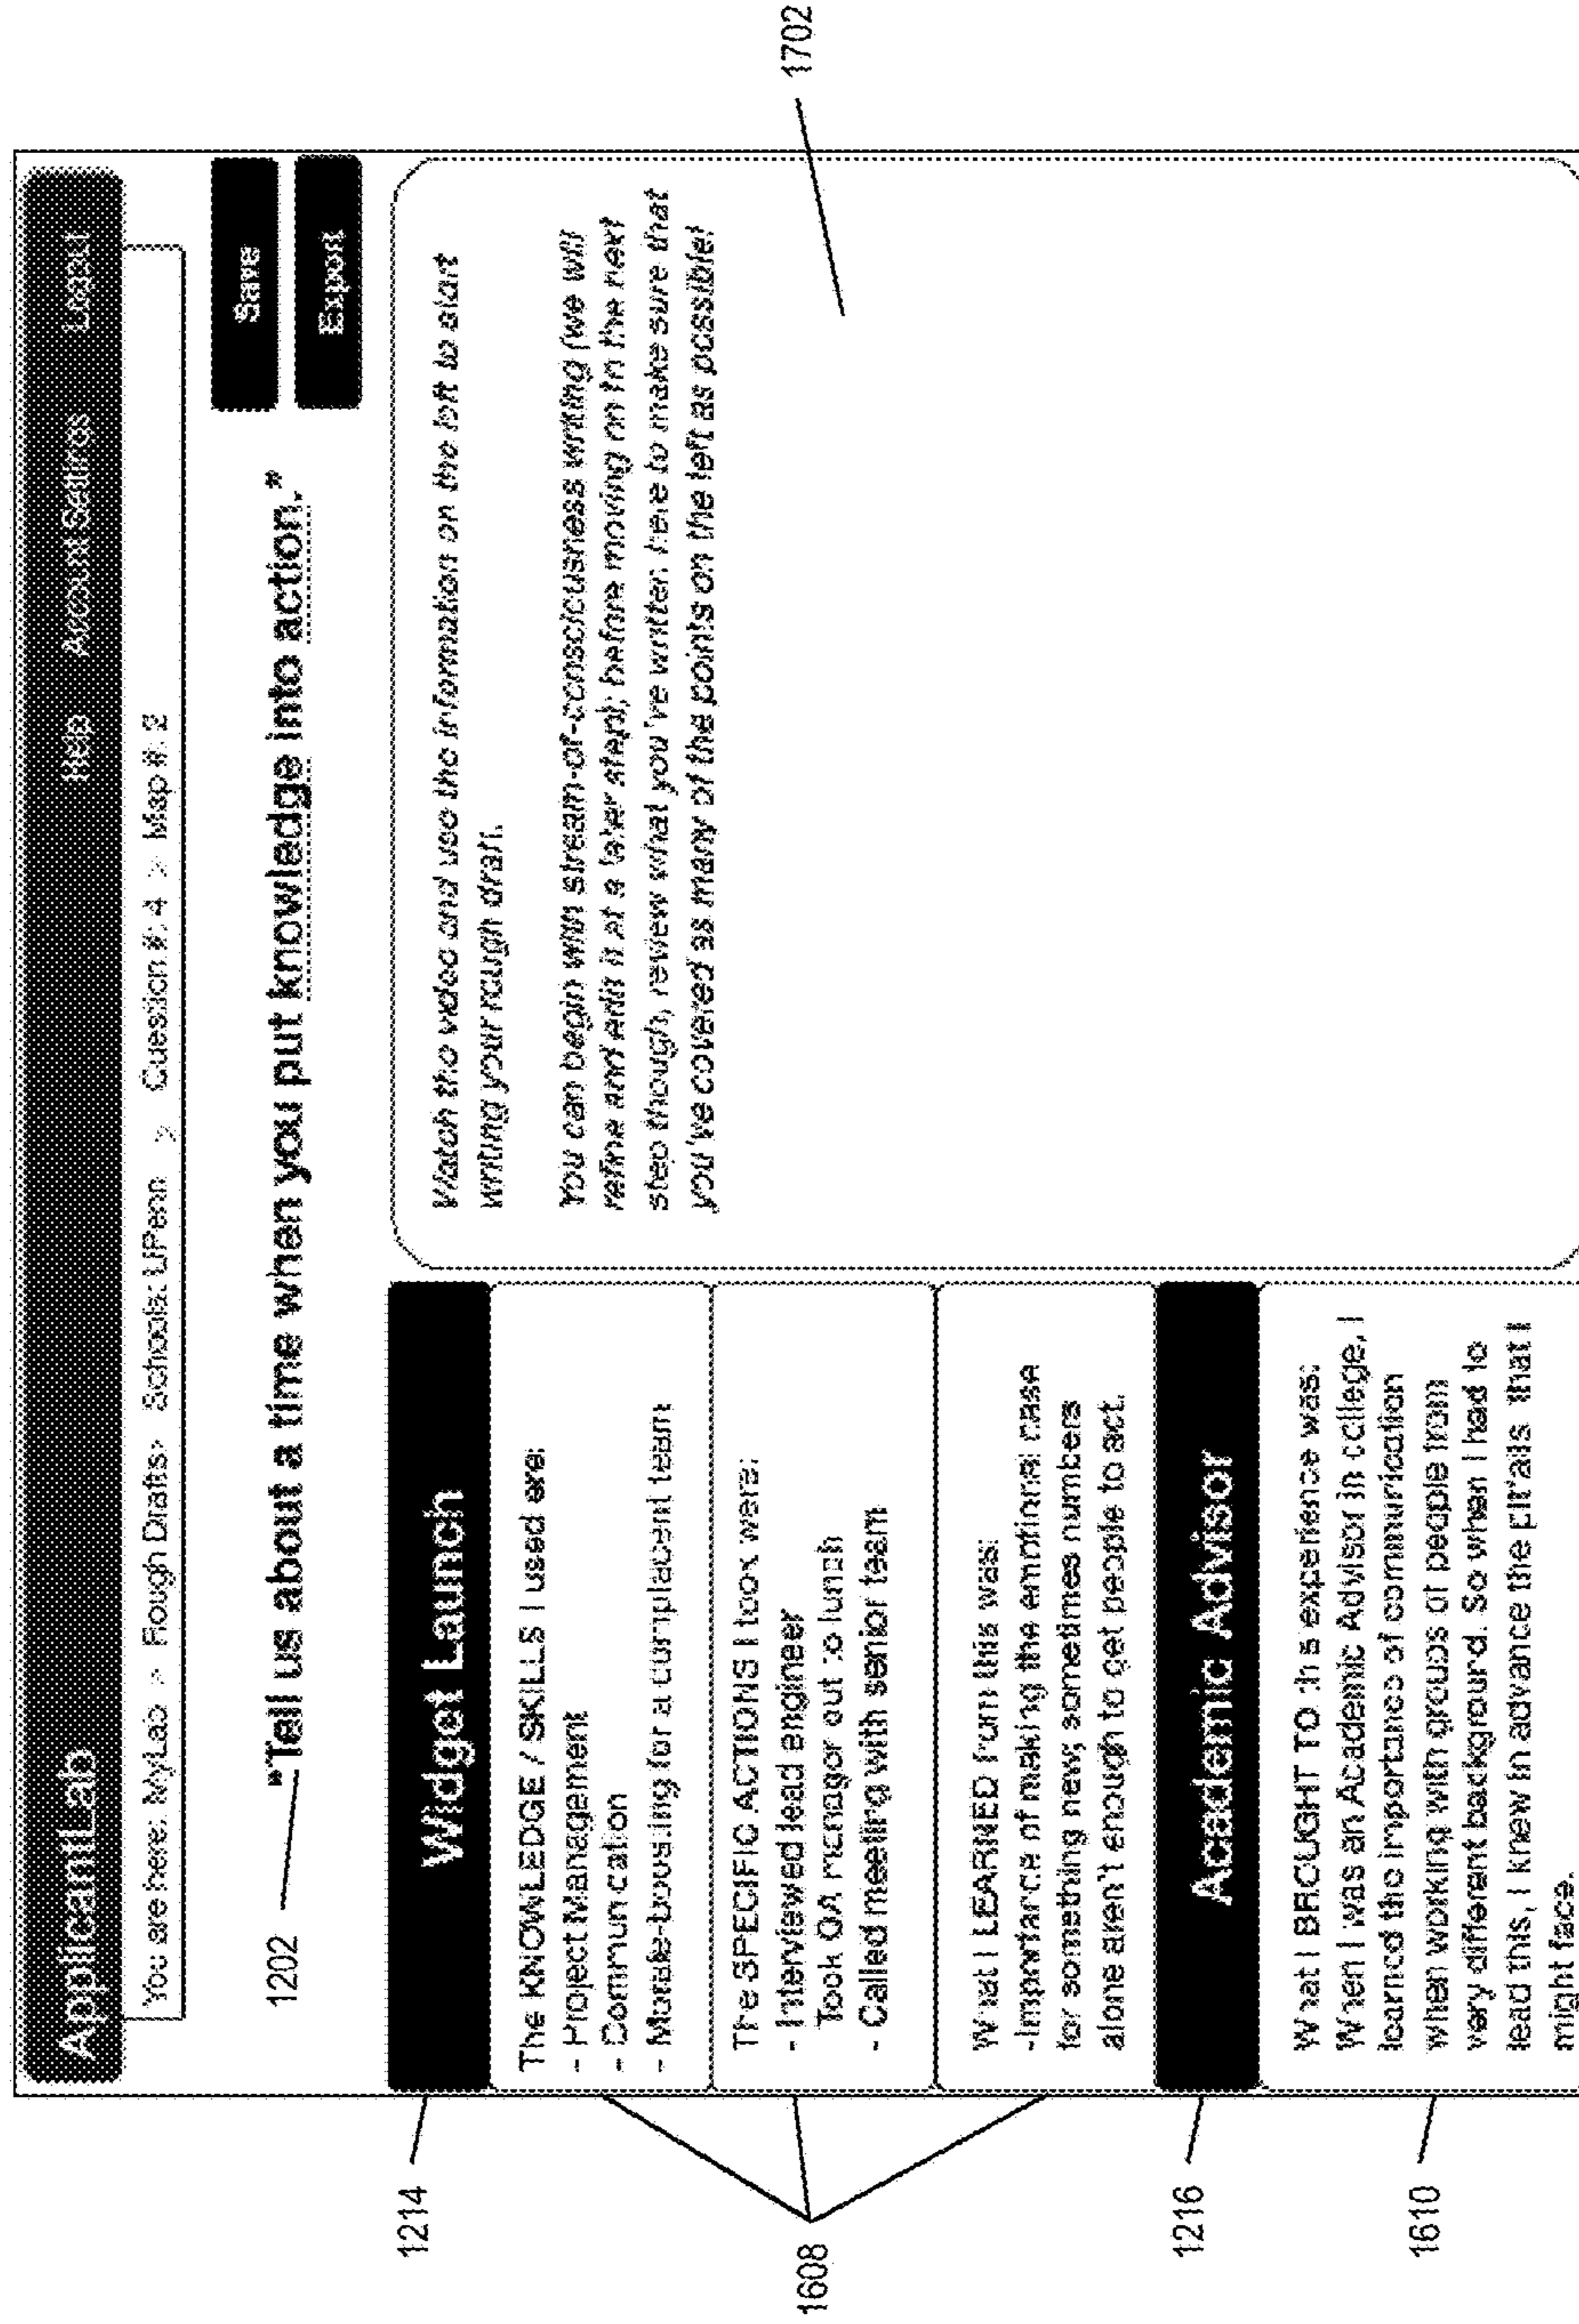 ApplicantLab Help Account Settings Logout
You are here: MyLab > Rough Drafts> Schools: UPenn > Question #: 4 > Map #: 2
1202
"Tell us about a time when you put knowledge into action."
Save
Export
1214
Widget Launch
The KNOWLEDGE / SKILLS I used are:
- Project Management
- Communication
- Morale-boosting for a complacent team
1608
The SPECIFIC ACTIONS I took were:
- Interviewed lead engineer
Took QA manager out to lunch
- Called meeting with senior team
What I LEARNED from this was:
-Importance of making the emotional case
for something new; sometimes numbers
alone aren't enough to get people to act.
1216
Academic Advisor
1610
What I BROUGHT TO this experience was:
When I was an Academic Advisor in college, I
learned the importance of communication
when working with groups of people from
very different background. So when I had to
lead this, I knew in advance the pitfalls that I
might face.
Watch the video and use the information on the left to start
writing your rough draft.
You can begin with stream-of-consciousness writing (we will
refine and edit it at a later step); before moving on to the next
step though, review what you've written here to make sure that
you've covered as many of the points on the left as possible!
1702